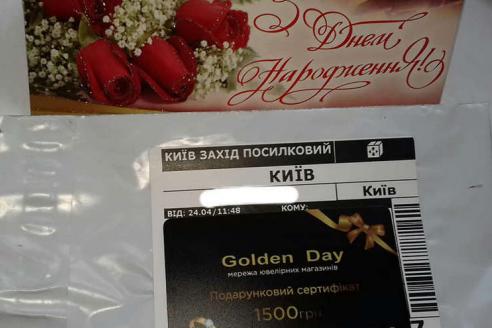 З Днем
Народження!
КИЇВ ЗАХІД ПОСИЛКОВИЙ
КИЇВ
Київ
ВІД: 24.04/11:48
КОМУ:
Golden Day
мережа ювелірних магазинів
Подарунковий сертифікат
1500грн
7